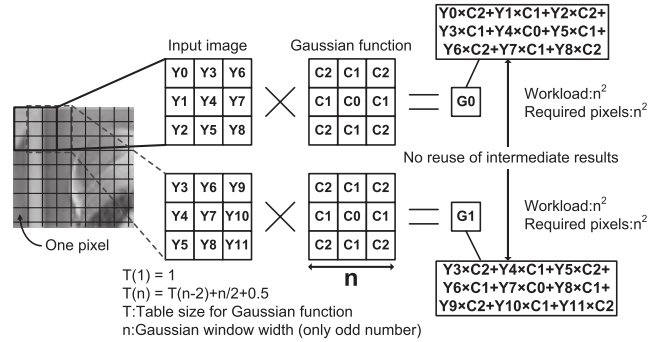 Y0×C2+Y1×C1+Y2×C2+
Y3×C1+Y4×C0+Y5×C1+
Y6×C2+Y7×C1+Y8×C2
Input image
Gaussian function
Y0 Y3 Y6
Y1 Y4 Y7
Y2 Y5 Y8
C2 C1 C2
C1 C0 C1
C2 C1 C2
G0
Workload:n²
Required pixels:n²
No reuse of intermediate results
Y3 Y6 Y9
Y4 Y7 Y10
Y5 Y8 Y11
C2 C1 C2
C1 C0 C1
C2 C1 C2
G1
Workload:n²
Required pixels:n²
One pixel
n
Y3×C2+Y4×C1+Y5×C2+
Y6×C1+Y7×C0+Y8×C1+
Y9×C2+Y10×C1+Y11×C2
T(1) = 1
T(n) = T(n-2)+n/2+0.5
T:Table size for Gaussian function
n:Gaussian window width (only odd number)